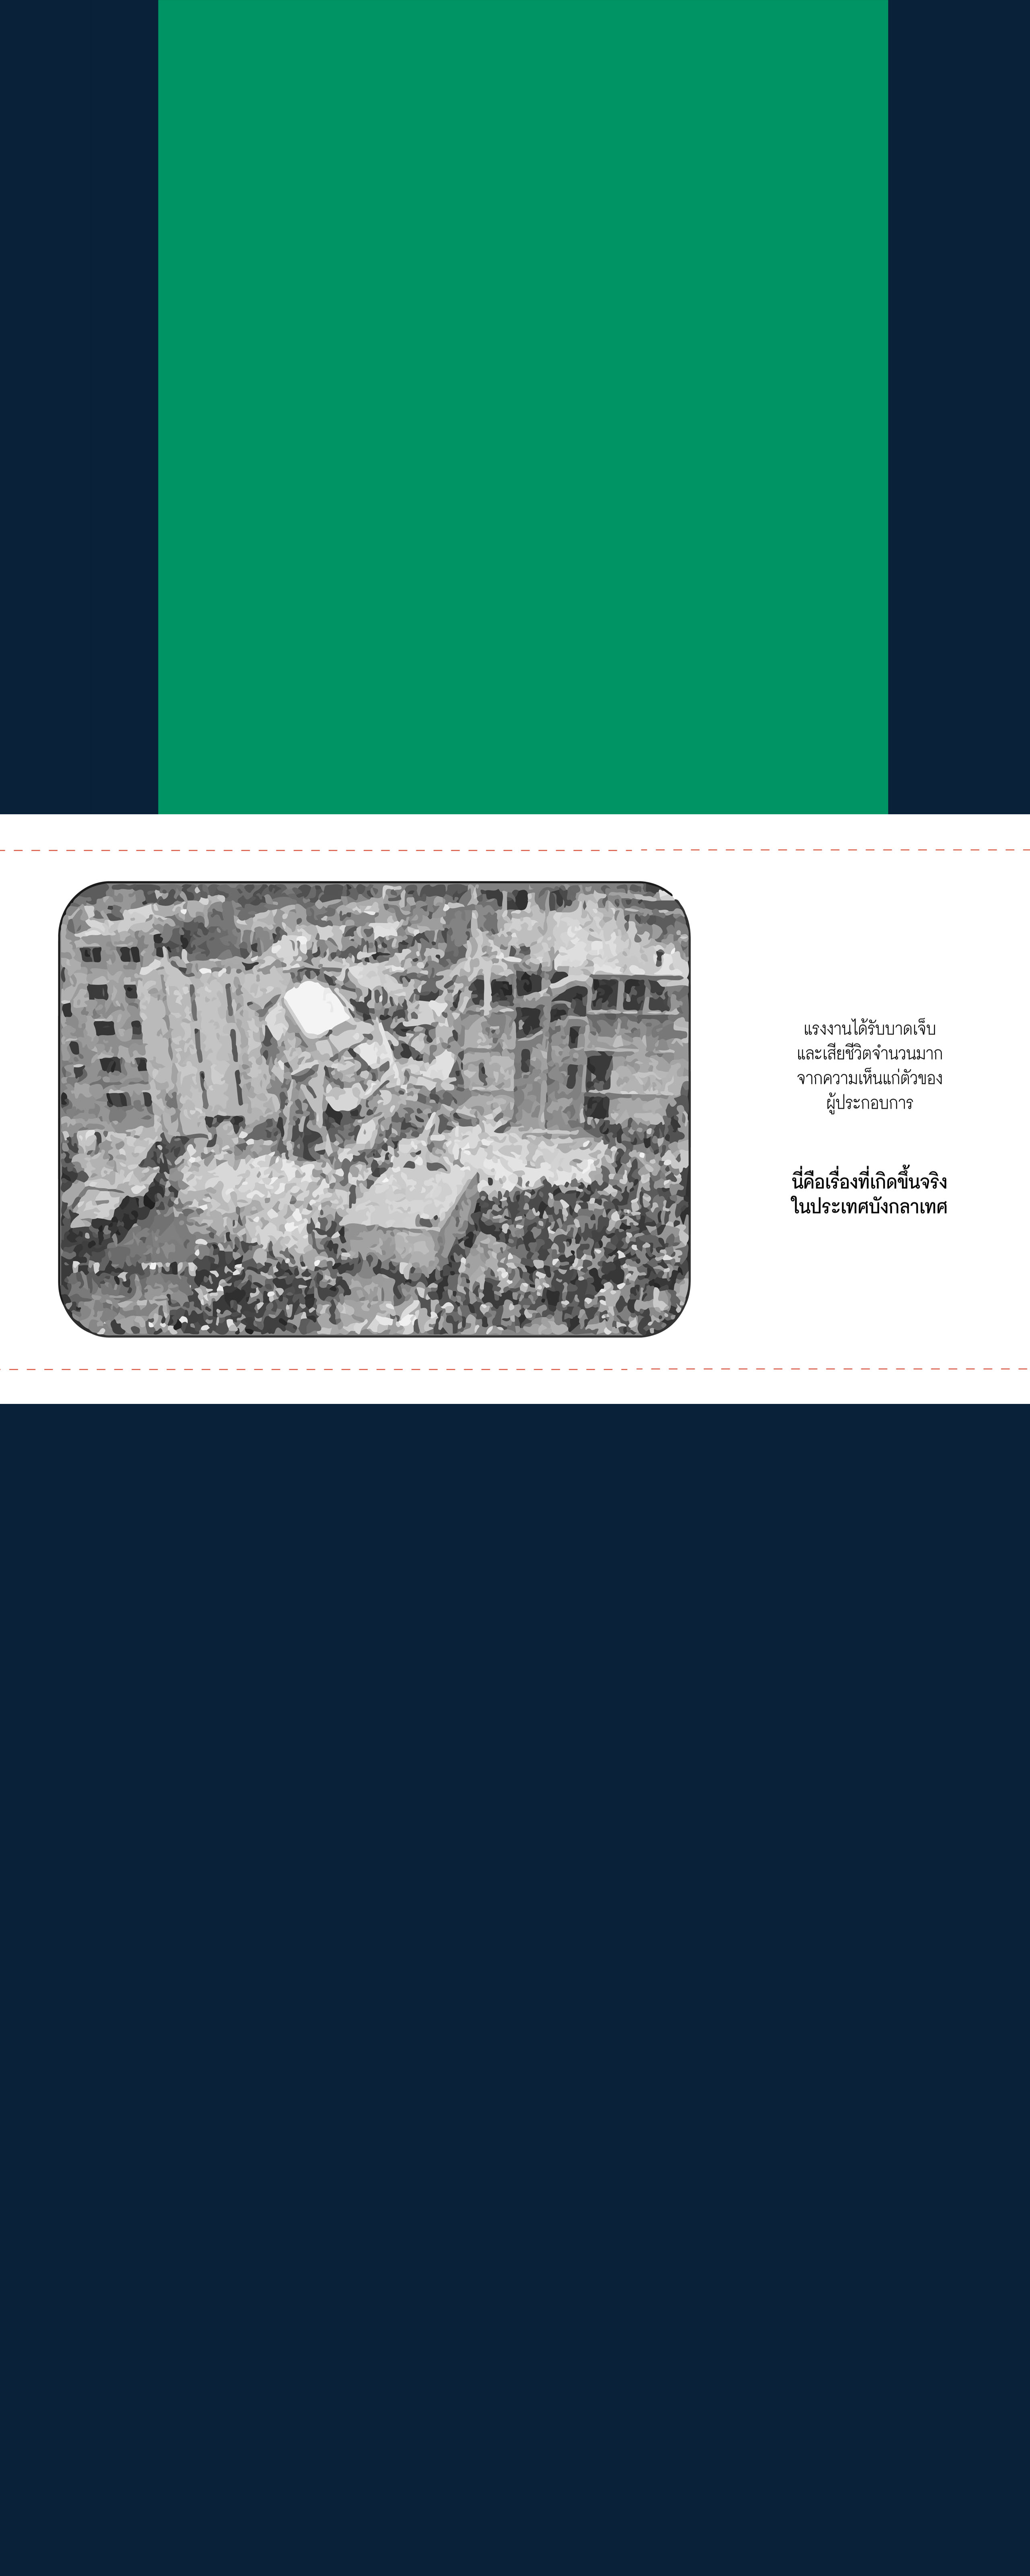 แรงงานได้รับบาดเจ็บ
และเสียชีวิตจำนวนมาก
จากความเห็นแก่ตัวของ
ผู้ประกอบการ
นี่คือเรื่องที่เกิดขึ้นจริง
ในประเทศบังกลาเทศ